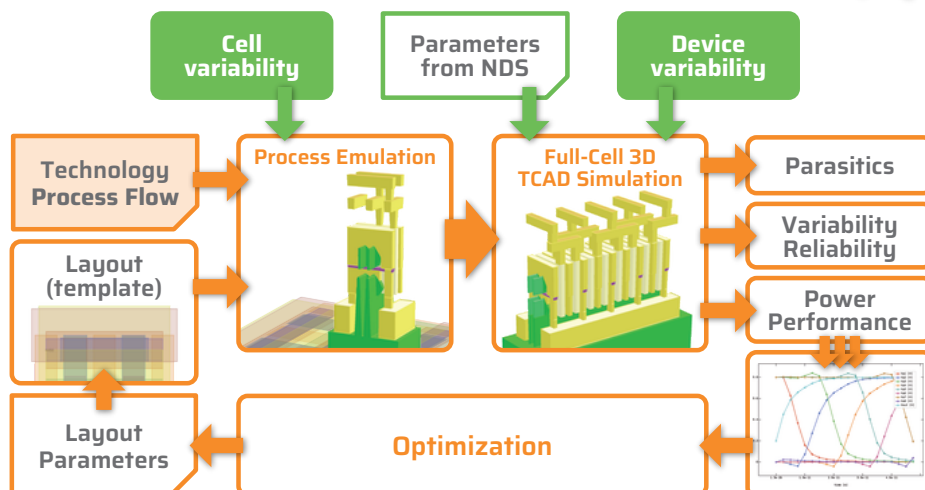 Cell
variability
Parameters
from NDS
Device
variability
Technology
Process Flow
Process Emulation
Full-Cell 3D
TCAD Simulation
Parasitics
Layout
(template)
Variability
Reliability
Power
Performance
Layout
Parameters
Optimization